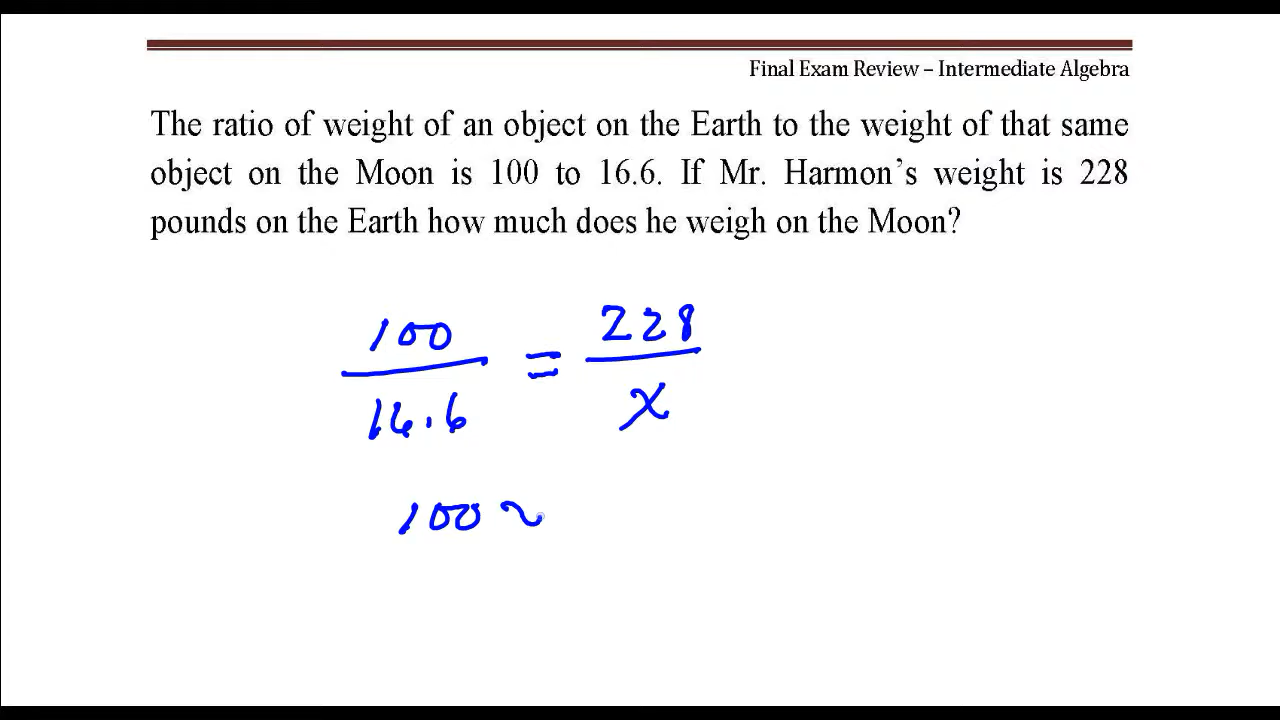 Final Exam Review – Intermediate Algebra
The ratio of weight of an object on the Earth to the weight of that same
object on the Moon is 100 to 16.6. If Mr. Harmon’s weight is 228
pounds on the Earth how much does he weigh on the Moon?
100/16.6 = 228/x
100